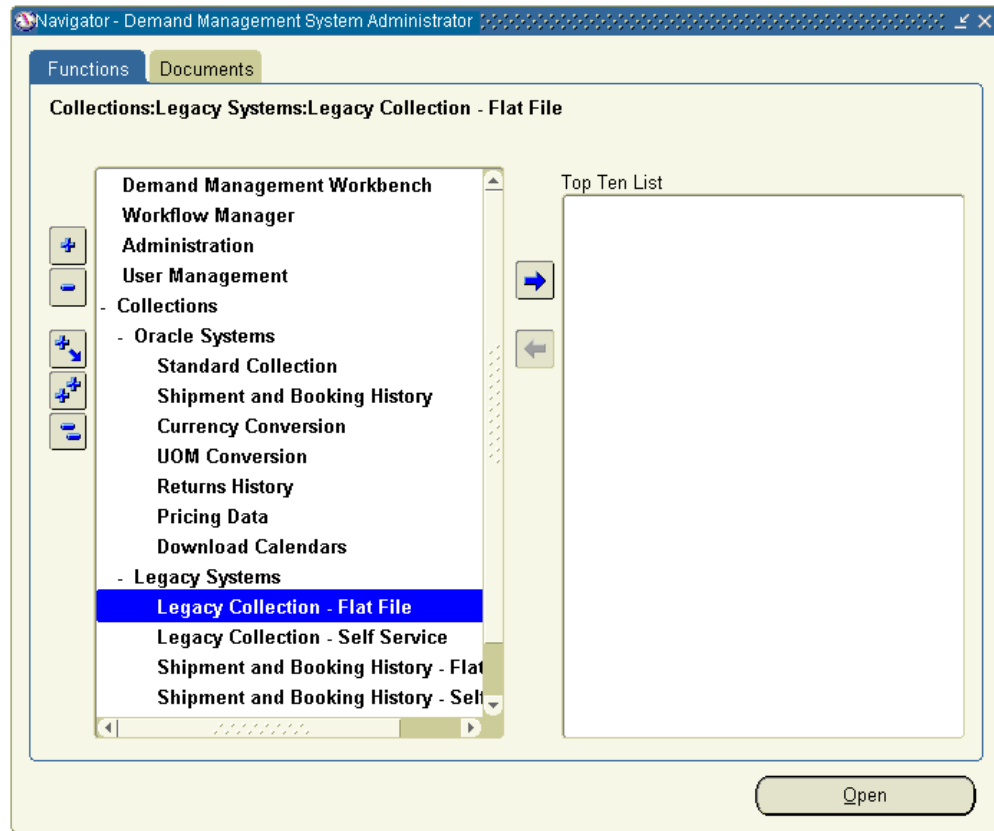 Navigator - Demand Management System Administrator
Functions
Documents
Collections:Legacy Systems:Legacy Collection - Flat File
Top Ten List
Demand Management Workbench
Workflow Manager
Administration
User Management
- Collections
- Oracle Systems
Standard Collection
Shipment and Booking History
Currency Conversion
UOM Conversion
Returns History
Pricing Data
Download Calendars
- Legacy Systems
Legacy Collection - Flat File
Legacy Collection - Self Service
Shipment and Booking History - Flat
Shipment and Booking History - Self
Open